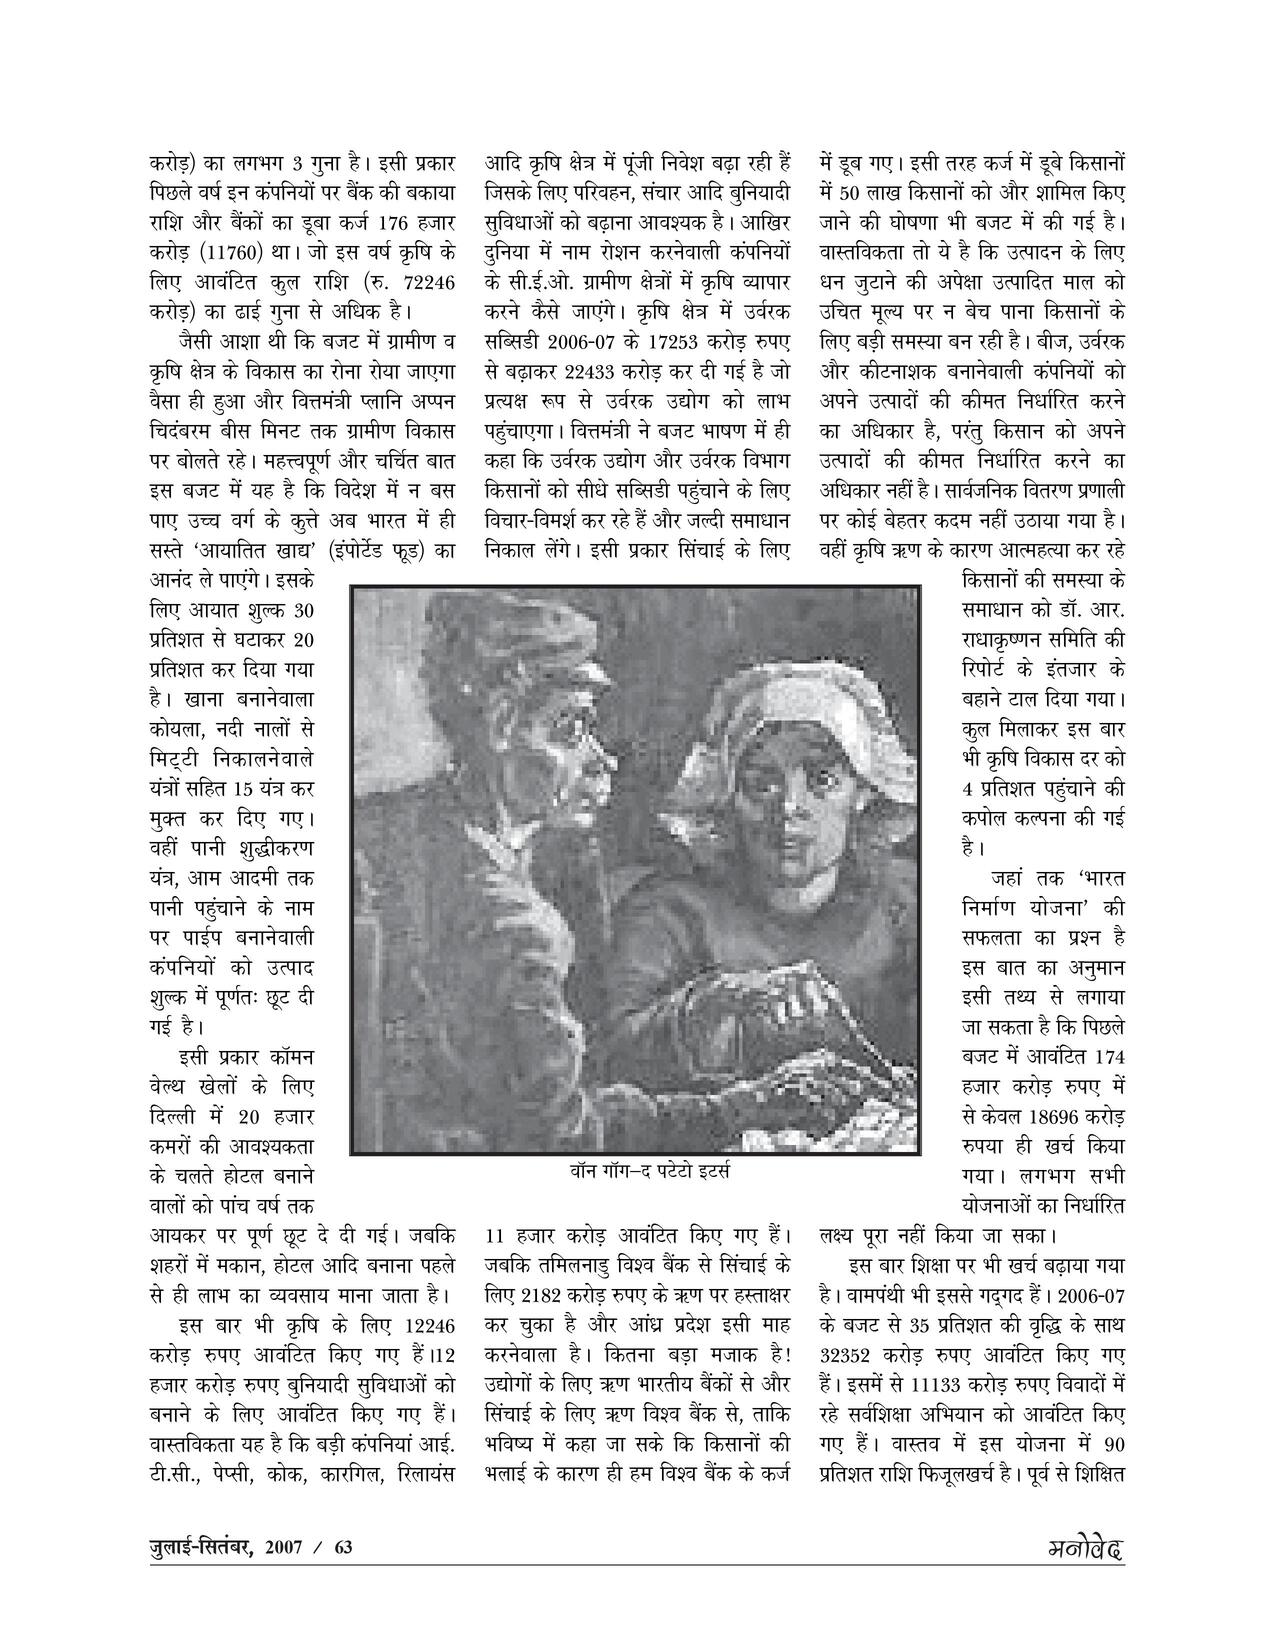 करोड़) का लगभग 3 गुना है। इसी प्रकार
पिछले वर्ष इन कंपनियों पर बैंक की बकाया
राशि और बैंकों का डूबा कर्ज 176 हजार
करोड़ (11760) था। जो इस वर्ष कृषि के
लिए आवंटित कुल राशि (रु. 72246
करोड़) का ढाई गुना से अधिक है।
जैसी आशा थी कि बजट में ग्रामीण व
कृषि क्षेत्र के विकास का रोना रोया जाएगा
वैसा ही हुआ और वित्तमंत्री प्लानि अप्पन
चिदंबरम बीस मिनट तक ग्रामीण विकास
पर बोलते रहे। महत्त्वपूर्ण और चर्चित बात
इस बजट में यह है कि विदेश में न बस
पाए उच्च वर्ग के कुत्ते अब भारत में ही
सस्ते ‘आयातित खाद्य’ (इंपोर्टेड फूड) का
आनंद ले पाएंगे। इसके
लिए आयात शुल्क 30
प्रतिशत से घटाकर 20
प्रतिशत कर दिया गया
है। खाना बनानेवाला
कोयला, नदी नालों से
मिट्टी निकालनेवाले
यंत्रों सहित 15 यंत्र कर
मुक्त कर दिए गए।
वहीं पानी शुद्धीकरण
यंत्र, आम आदमी तक
पानी पहुंचाने के नाम
पर पाईप बनानेवाली
कंपनियों को उत्पाद
शुल्क में पूर्णतः छूट दी
गई है।
इसी प्रकार कॉमन
वेल्थ खेलों के लिए
दिल्ली में 20 हजार
कमरों की आवश्यकता
के चलते होटल बनाने
वालों को पांच वर्ष तक
आयकर पर पूर्ण छूट दे दी गई। जबकि
शहरों में मकान, होटल आदि बनाना पहले
से ही लाभ का व्यवसाय माना जाता है।
इस बार भी कृषि के लिए 12246
करोड़ रुपए आवंटित किए गए हैं।12
हजार करोड़ रुपए बुनियादी सुविधाओं को
बनाने के लिए आवंटित किए गए हैं।
वास्तविकता यह है कि बड़ी कंपनियां आई.
टी.सी., पेप्सी, कोक, कारगिल, रिलायंस
आदि कृषि क्षेत्र में पूंजी निवेश बढ़ा रही हैं
जिसके लिए परिवहन, संचार आदि बुनियादी
सुविधाओं को बढ़ाना आवश्यक है। आखिर
दुनिया में नाम रोशन करनेवाली कंपनियों
के सी.ई.ओ. ग्रामीण क्षेत्रों में कृषि व्यापार
करने कैसे जाएंगे। कृषि क्षेत्र में उर्वरक
सब्सिडी 2006-07 के 17253 करोड़ रुपए
से बढ़ाकर 22433 करोड़ कर दी गई है जो
प्रत्यक्ष रूप से उर्वरक उद्योग को लाभ
पहुंचाएगा। वित्तमंत्री ने बजट भाषण में ही
कहा कि उर्वरक उद्योग और उर्वरक विभाग
किसानों को सीधे सब्सिडी पहुंचाने के लिए
विचार-विमर्श कर रहे हैं और जल्दी समाधान
निकाल लेंगे। इसी प्रकार सिंचाई के लिए
वॉन गॉग–द पटेटो इटर्स
11 हजार करोड़ आवंटित किए गए हैं।
जबकि तमिलनाडु विश्व बैंक से सिंचाई के
लिए 2182 करोड़ रुपए के ऋण पर हस्ताक्षर
कर चुका है और आंध्र प्रदेश इसी माह
करनेवाला है। कितना बड़ा मजाक है!
उद्योगों के लिए ऋण भारतीय बैंकों से और
सिंचाई के लिए ऋण विश्व बैंक से, ताकि
भविष्य में कहा जा सके कि किसानों की
भलाई के कारण ही हम विश्व बैंक के कर्ज
में डूब गए। इसी तरह कर्ज में डूबे किसानों
में 50 लाख किसानों को और शामिल किए
जाने की घोषणा भी बजट में की गई है।
वास्तविकता तो ये है कि उत्पादन के लिए
धन जुटाने की अपेक्षा उत्पादित माल को
उचित मूल्य पर न बेच पाना किसानों के
लिए बड़ी समस्या बन रही है। बीज, उर्वरक
और कीटनाशक बनानेवाली कंपनियों को
अपने उत्पादों की कीमत निर्धारित करने
का अधिकार है, परंतु किसान को अपने
उत्पादों की कीमत निर्धारित करने का
अधिकार नहीं है। सार्वजनिक वितरण प्रणाली
पर कोई बेहतर कदम नहीं उठाया गया है।
वहीं कृषि ऋण के कारण आत्महत्या कर रहे
किसानों की समस्या के
समाधान को डॉ. आर.
राधाकृष्णन समिति की
रिपोर्ट के इंतजार के
बहाने टाल दिया गया।
कुल मिलाकर इस बार
भी कृषि विकास दर को
4 प्रतिशत पहुंचाने की
कपोल कल्पना की गई
है।
जहां तक ‘भारत
निर्माण योजना’ की
सफलता का प्रश्न है
इस बात का अनुमान
इसी तथ्य से लगाया
जा सकता है कि पिछले
बजट में आवंटित 174
हजार करोड़ रुपए में
से केवल 18696 करोड़
रुपया ही खर्च किया
गया। लगभग सभी
योजनाओं का निर्धारित
लक्ष्य पूरा नहीं किया जा सका।
इस बार शिक्षा पर भी खर्च बढ़ाया गया
है। वामपंथी भी इससे गद्गद हैं। 2006-07
के बजट से 35 प्रतिशत की वृद्धि के साथ
32352 करोड़ रुपए आवंटित किए गए
हैं। इसमें से 11133 करोड़ रुपए विवादों में
रहे सर्वशिक्षा अभियान को आवंटित किए
गए हैं। वास्तव में इस योजना में 90
प्रतिशत राशि फिजूलखर्च है। पूर्व से शिक्षित
जुलाई-सितंबर, 2007 / 63
मनोवेद